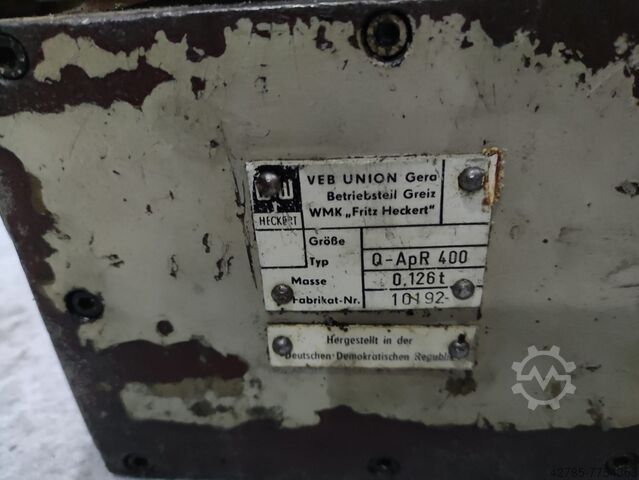 VEB UNION Gera
Betriebsteil Greiz
WMK „Fritz Heckert"
HECKERT
Größe
Typ Q-ApR 400
Masse 0,126 t
Fabrikat-Nr. 10192-
Hergestellt in der
Deutschen Demokratischen Republik